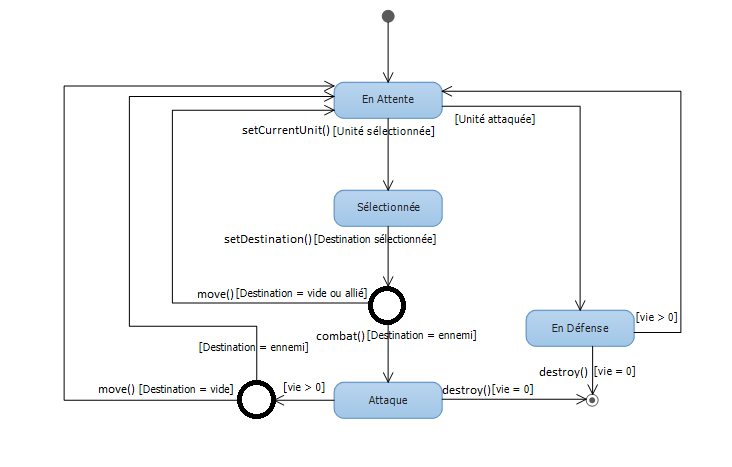 En Attente
[Unité attaquée]
setCurrentUnit() [Unité sélectionnée]
Sélectionnée
setDestination() [Destination sélectionnée]
move() [Destination = vide ou allié]
[vie > 0]
En Défense
combat() [Destination = ennemi]
[Destination = ennemi]
destroy() [vie = 0]
move() [Destination = vide]
[vie > 0]
Attaque
destroy() [vie = 0]